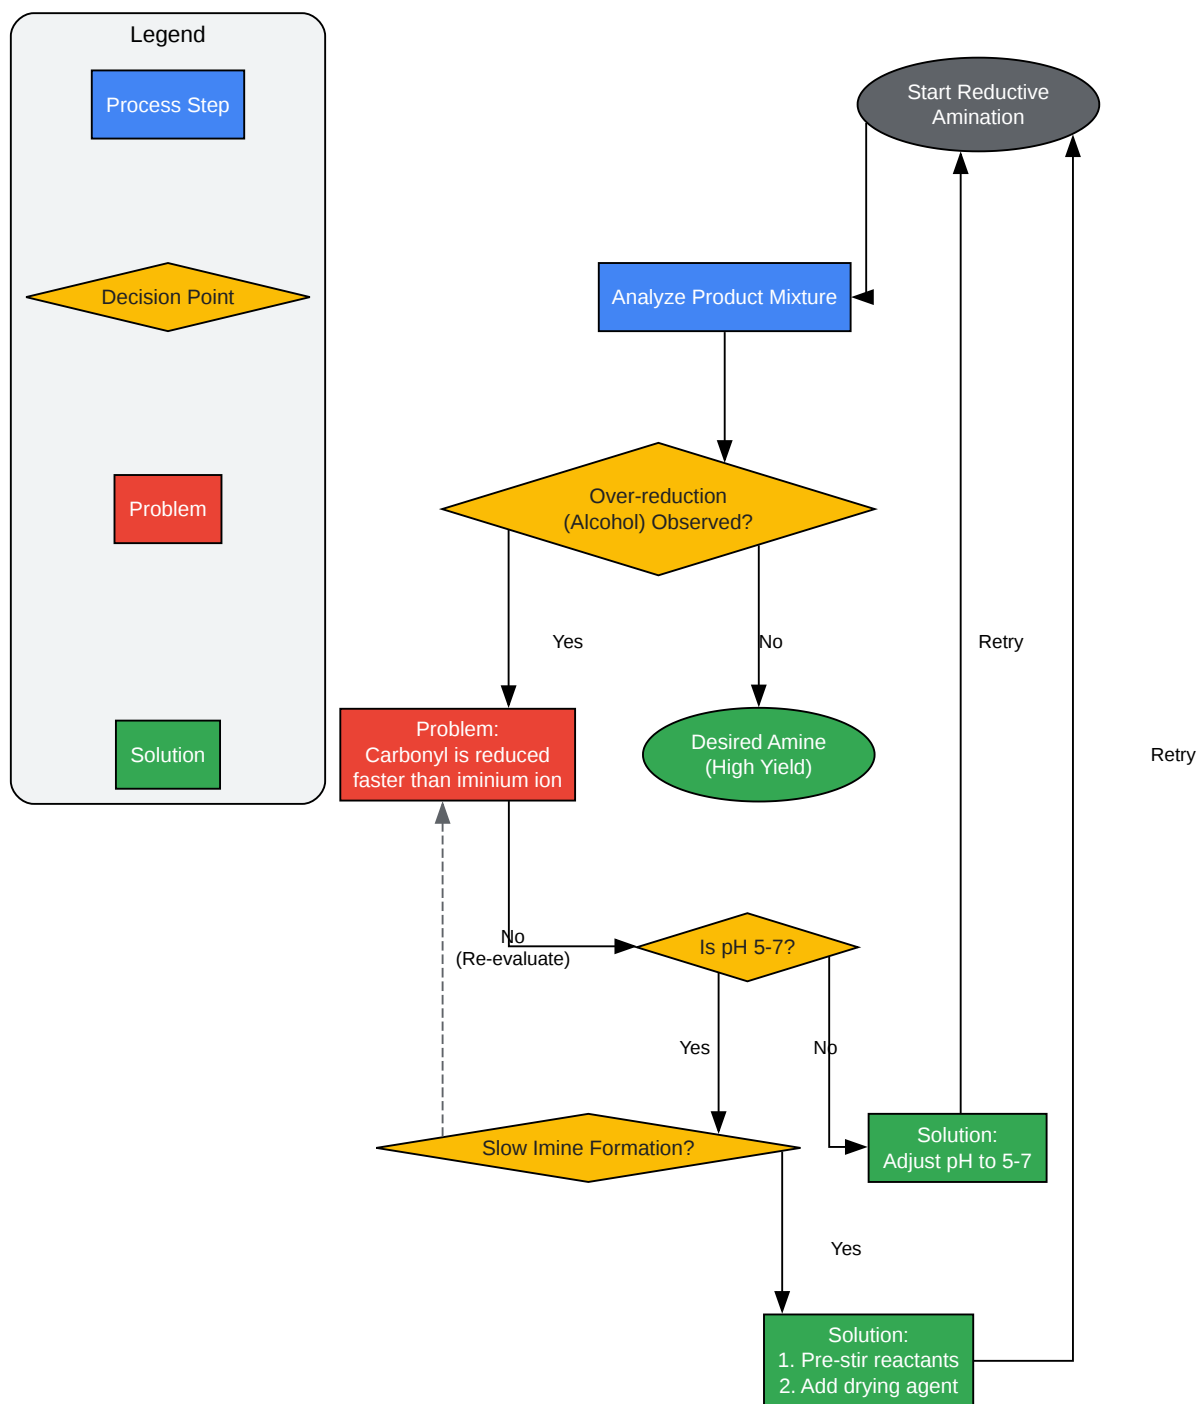 Legend
Process Step
Decision Point
Problem
Solution
Start Reductive
Amination
Analyze Product Mixture
Over-reduction
(Alcohol) Observed?
Yes
No
Retry
Problem:
Carbonyl is reduced
faster than iminium ion
Desired Amine
(High Yield)
Retry
No
(Re-evaluate)
Is pH 5-7?
Yes
No
Slow Imine Formation?
Solution:
Adjust pH to 5-7
Yes
Solution:
1. Pre-stir reactants
2. Add drying agent